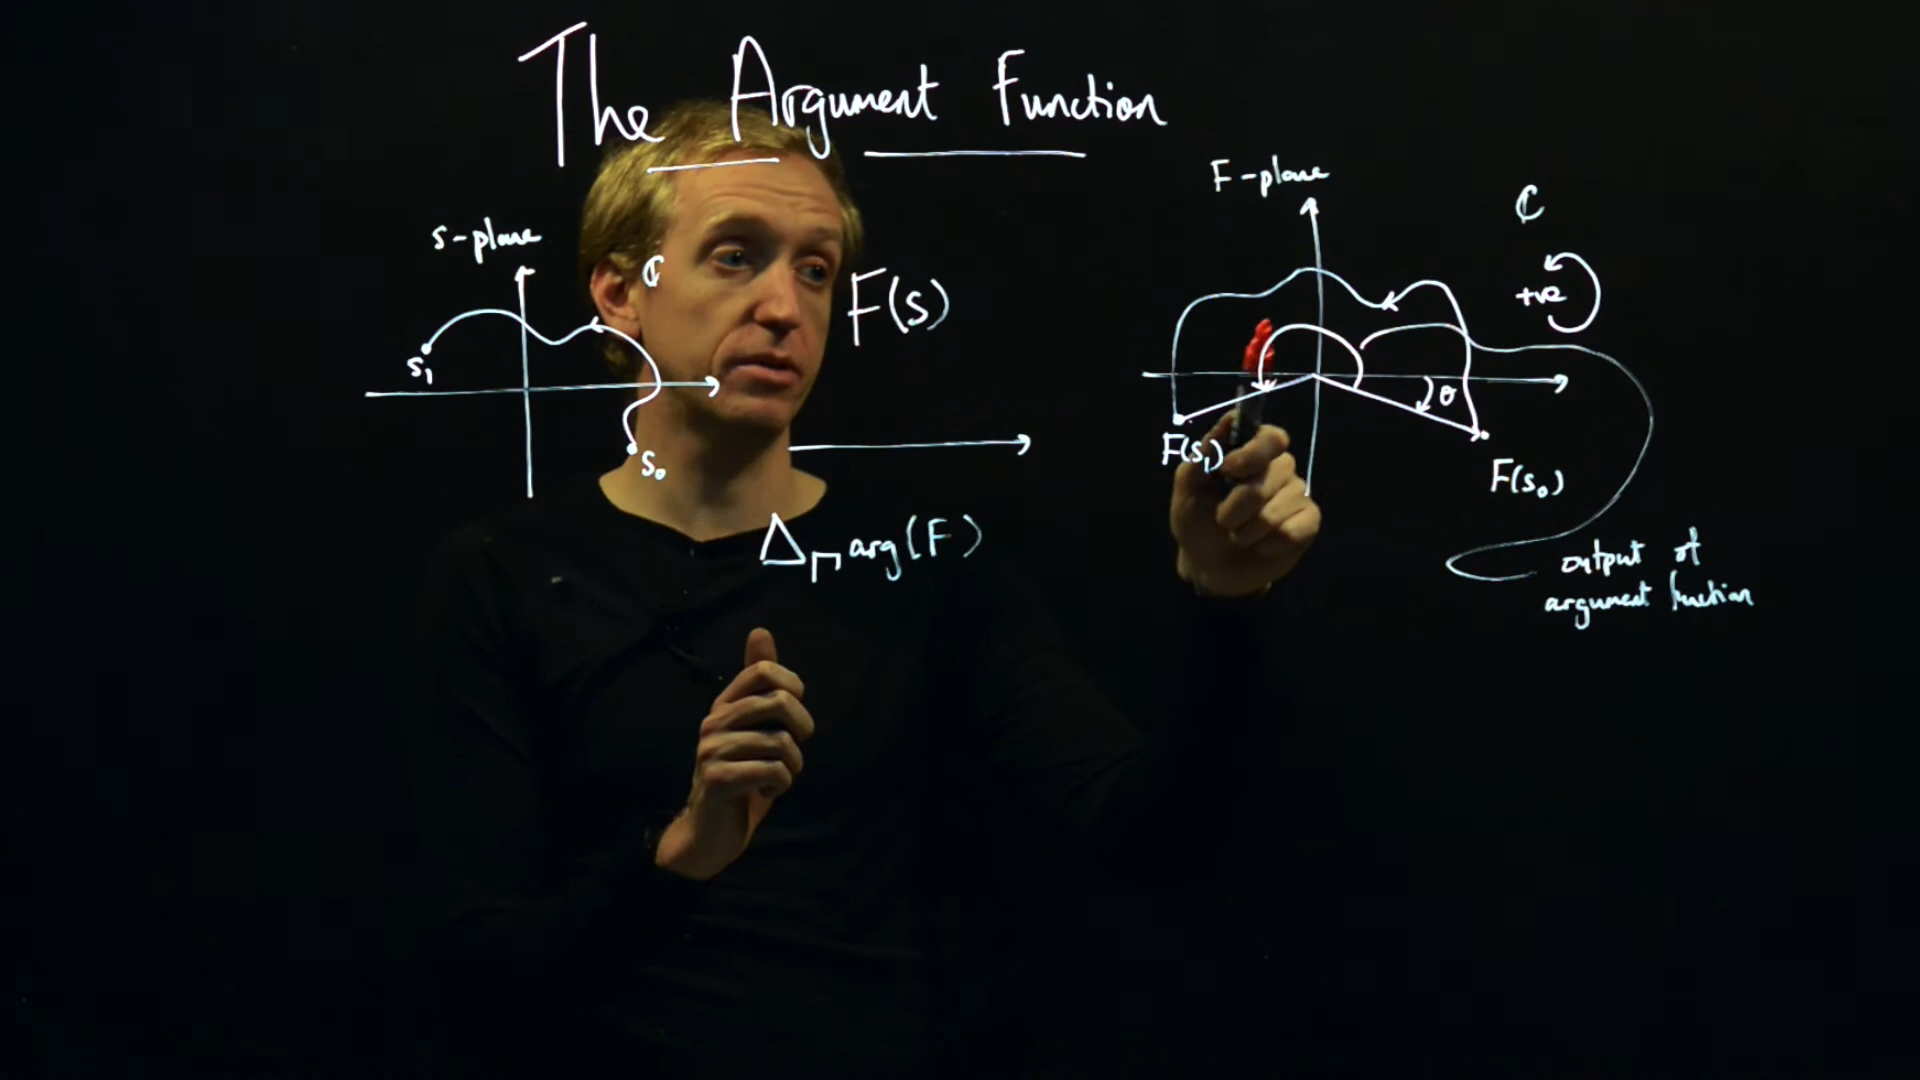 The Argument Function
s-plane
ℂ
s₁
s₀
F(s)
Δ_Γ arg(F)
F-plane
ℂ
+ve
θ
F(s₁)
F(s₀)
output of
argument function